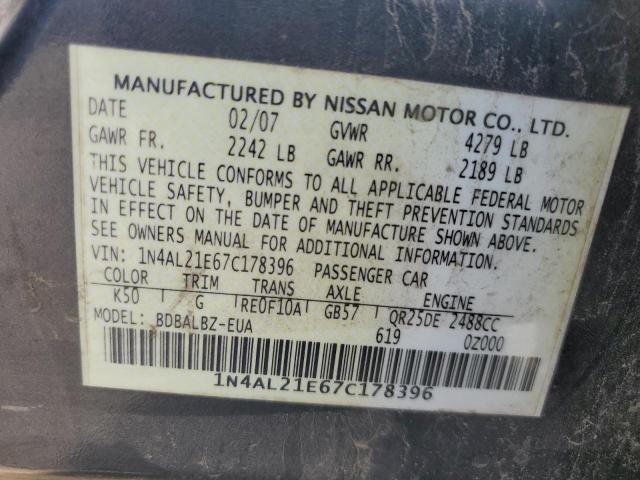 MANUFACTURED BY NISSAN MOTOR CO., LTD.
DATE 02/07 GVWR 4279 LB
GAWR FR. 2242 LB GAWR RR. 2189 LB
THIS VEHICLE CONFORMS TO ALL APPLICABLE FEDERAL MOTOR
VEHICLE SAFETY, BUMPER AND THEFT PREVENTION STANDARDS
IN EFFECT ON THE DATE OF MANUFACTURE SHOWN ABOVE.
SEE OWNERS MANUAL FOR ADDITIONAL INFORMATION.
VIN: 1N4AL21E67C178396 PASSENGER CAR
COLOR TRIM TRANS AXLE ENGINE
K50 G RE0F10A GB57 QR25DE 2488CC
MODEL: BDBALBZ-EUA 619 0Z000
1N4AL21E67C178396